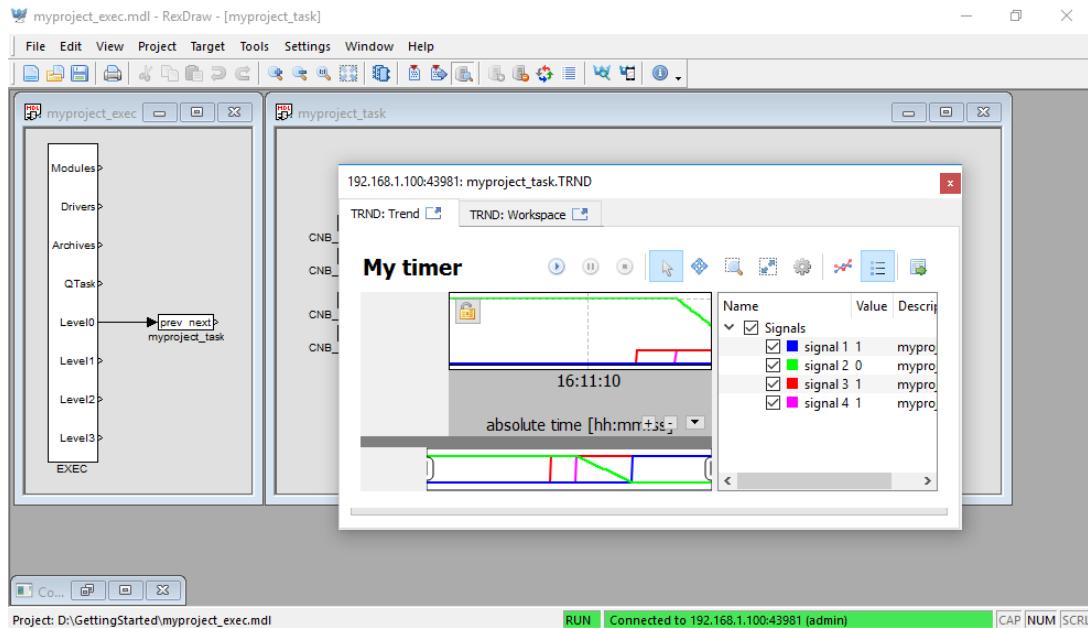 myproject_exec.mdl - RexDraw - [myproject_task]
File Edit View Project Target Tools Settings Window Help
myproject_exec
myproject_task
Modules
Drivers
Archives
QTask
Level0
prev next
myproject_task
Level1
Level2
Level3
EXEC
CNB_
CNB_
CNB_
CNB_
192.168.1.100:43981: myproject_task.TRND
TRND: Trend
TRND: Workspace
My timer
Name Value Descrip
Signals
signal 1 1 myproj
signal 2 0 myproj
signal 3 1 myproj
signal 4 1 myproj
16:11:10
absolute time [hh:mm:ss]
Co...
Project: D:\GettingStarted\myproject_exec.mdl
RUN
Connected to 192.168.1.100:43981 (admin)
CAP NUM SCRL